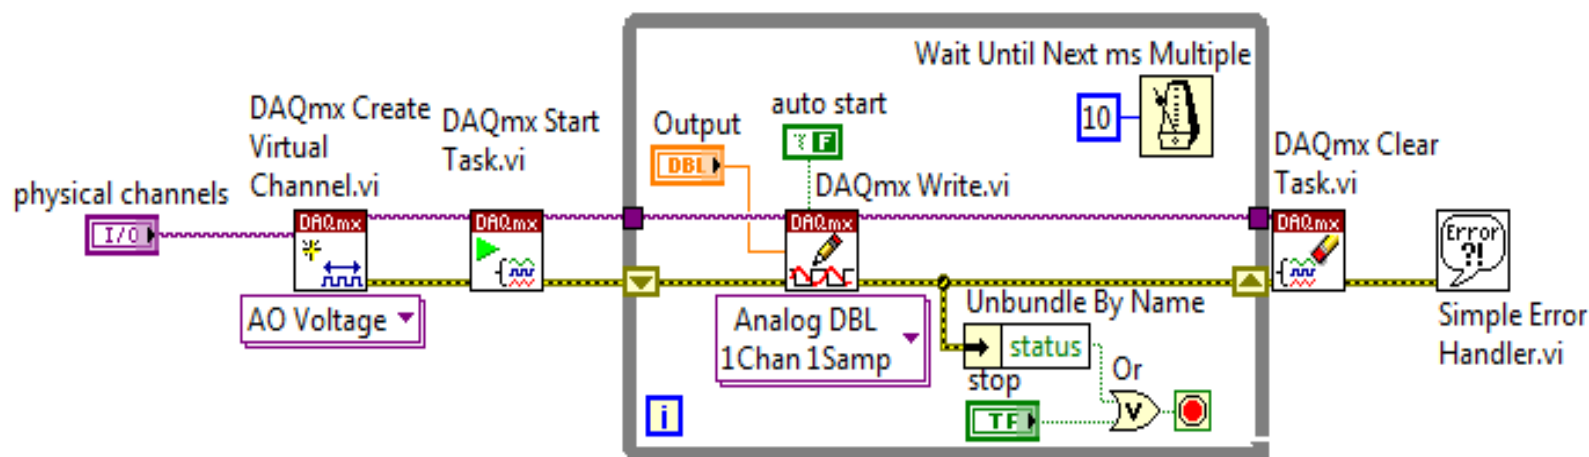 Wait Until Next ms Multiple
DAQmx Create
Virtual
Channel.vi
DAQmx Start
Task.vi
Output
auto start
10
DAQmx Clear
Task.vi
physical channels
DBL
F
DAQmx Write.vi
I/O
DAQmx
DAQmx
DAQmx
DAQmx
Error
?!
AO Voltage
Analog DBL
1Chan 1Samp
Unbundle By Name
status
Simple Error
Handler.vi
stop
Or
i
TF
V